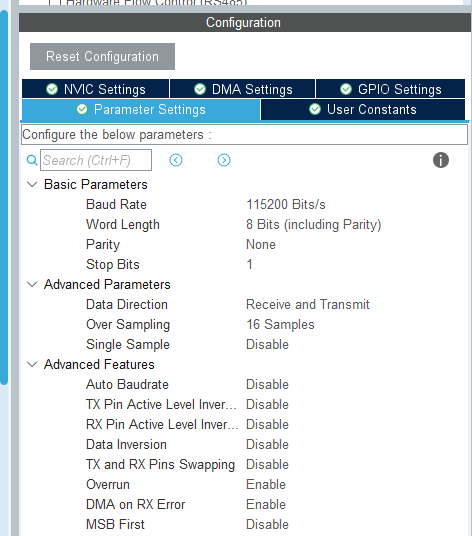 Hardware Flow Control (RS485)
Configuration
Reset Configuration
NVIC Settings DMA Settings GPIO Settings
Parameter Settings User Constants
Configure the below parameters :
Search (Ctrl+F)
Basic Parameters
Baud Rate 115200 Bits/s
Word Length 8 Bits (including Parity)
Parity None
Stop Bits 1
Advanced Parameters
Data Direction Receive and Transmit
Over Sampling 16 Samples
Single Sample Disable
Advanced Features
Auto Baudrate Disable
TX Pin Active Level Inver... Disable
RX Pin Active Level Inver... Disable
Data Inversion Disable
TX and RX Pins Swapping Disable
Overrun Enable
DMA on RX Error Enable
MSB First Disable